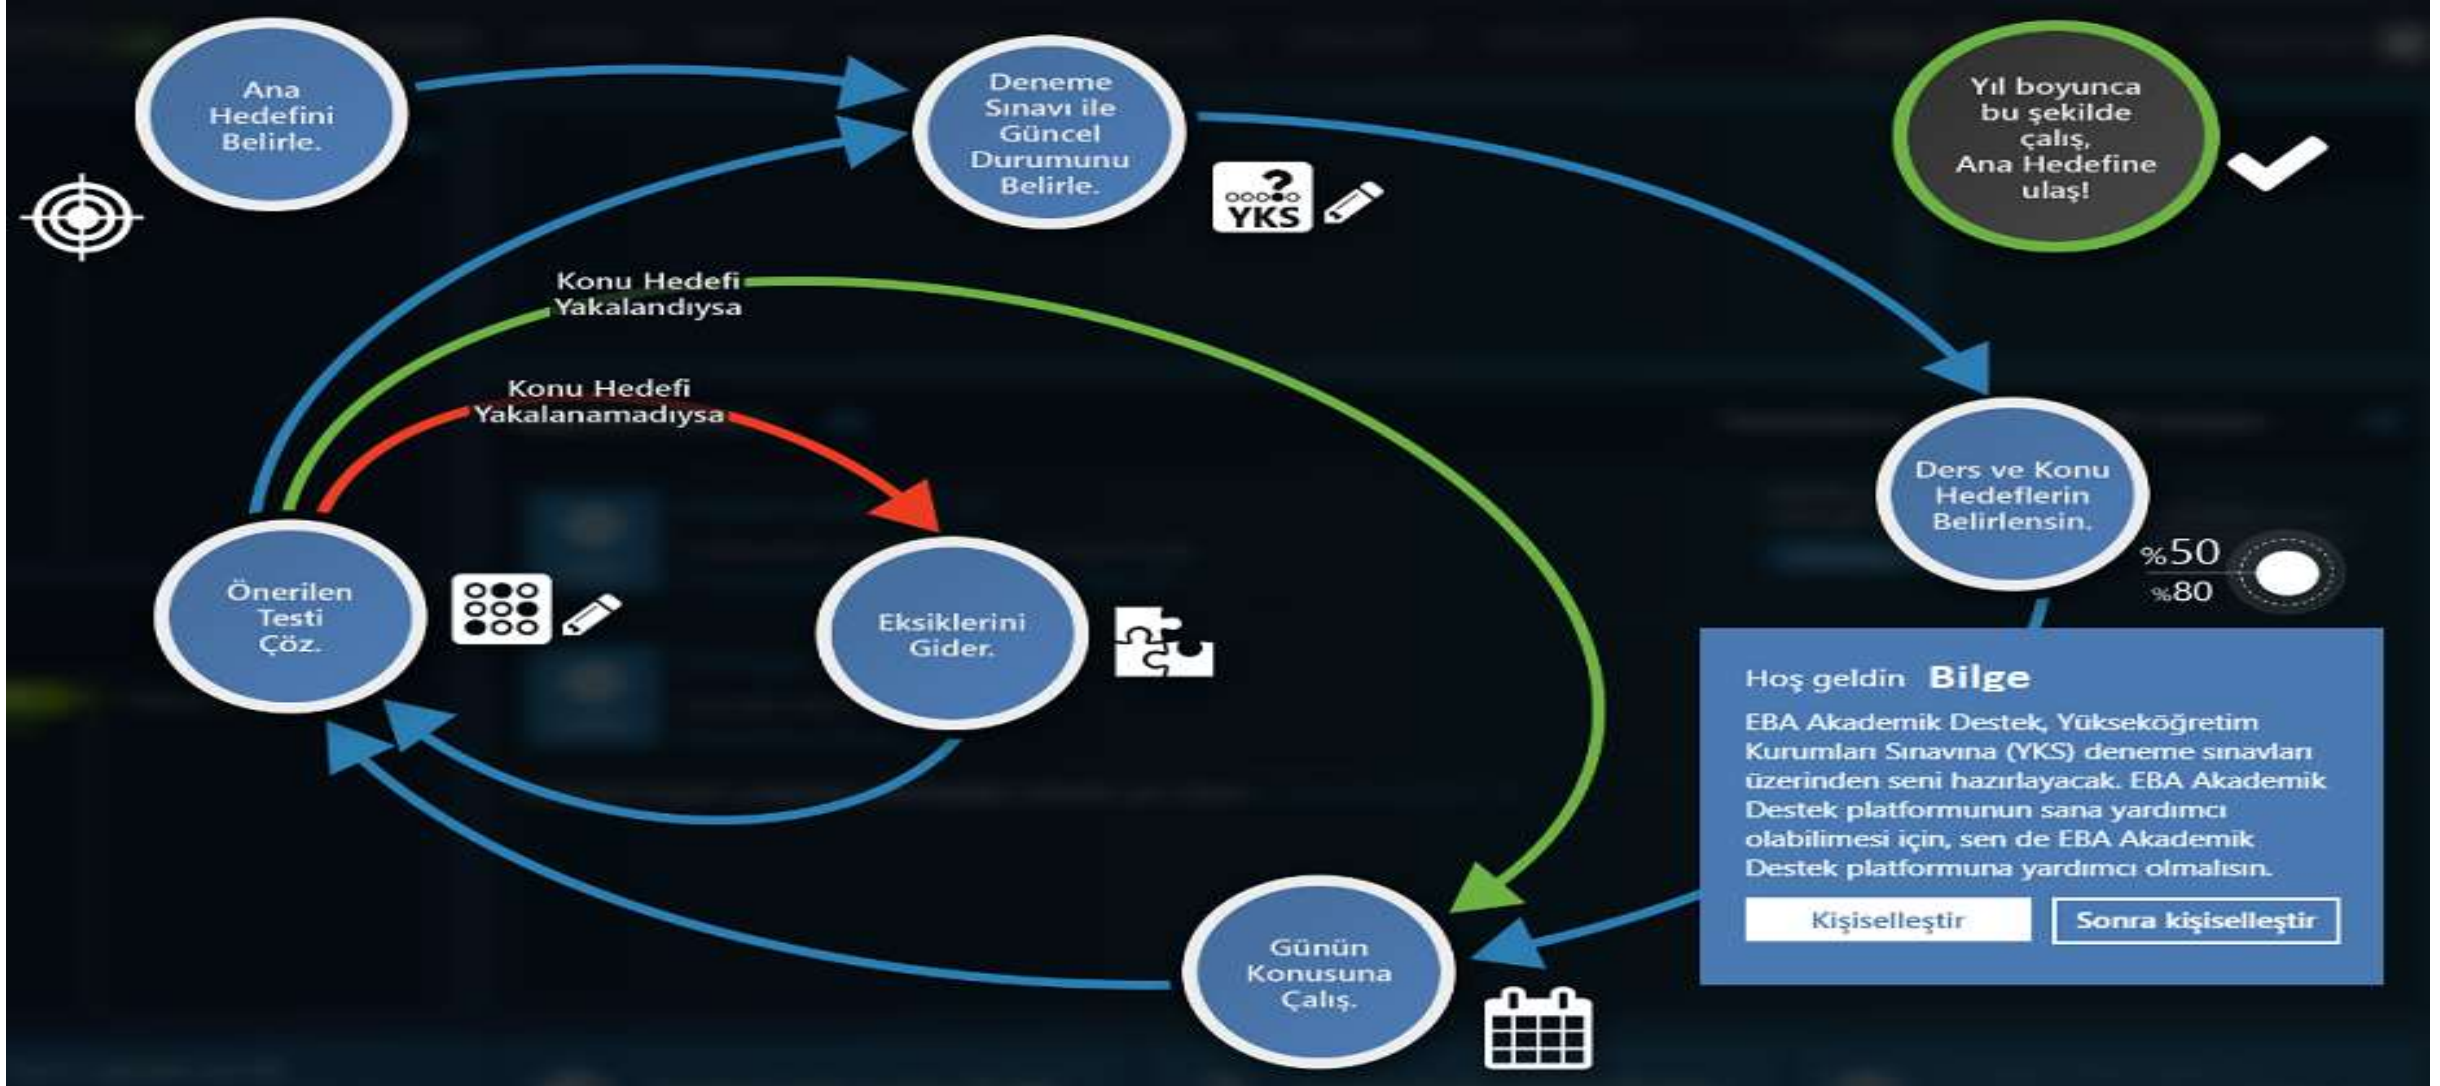 Ana
Hedefini
Belirle.
Deneme
Sınavı ile
Güncel
Durumunu
Belirle.
?
YKS
Yıl boyunca
bu şekilde
çalış,
Ana Hedefine
ulaş!
Konu Hedefi
Yakalandıysa
Konu Hedefi
Yakalanamadıysa
Ders ve Konu
Hedeflerin
Belirlensin.
%50
%80
Önerilen
Testi
Çöz.
Eksiklerini
Gider.
Hoş geldin Bilge
EBA Akademik Destek, Yükseköğretim
Kurumları Sınavına (YKS) deneme sınavları
üzerinden seni hazırlayacak. EBA Akademik
Destek platformunun sana yardımcı
olabilimesi için, sen de EBA Akademik
Destek platformuna yardımcı olmalısın.
Kişiselleştir
Sonra kişiselleştir
Günün
Konusuna
Çalış.